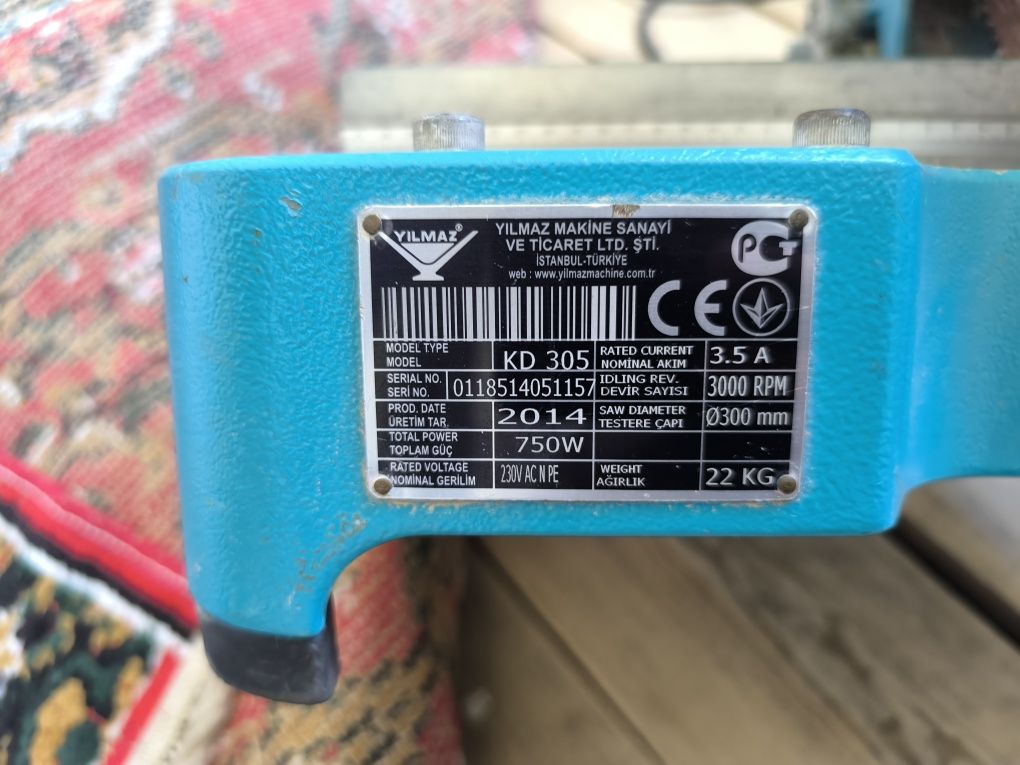 YILMAZ®
YILMAZ MAKİNE SANAYİ
VE TİCARET LTD. ŞTİ.
İSTANBUL-TÜRKİYE
web : www.yilmazmachine.com.tr
PCT
CE
MODEL TYPE
MODEL
KD 305
RATED CURRENT
NOMİNAL AKIM
3.5 A
SERIAL NO.
SERİ NO.
0118514051157
IDLING REV.
DEVİR SAYISI
3000 RPM
PROD. DATE
ÜRETİM TAR.
2014
SAW DIAMETER
TESTERE ÇAPI
Ø300 mm
TOTAL POWER
TOPLAM GÜÇ
750W
RATED VOLTAGE
NOMİNAL GERİLİM
230V AC N PE
WEIGHT
AĞIRLIK
22 KG